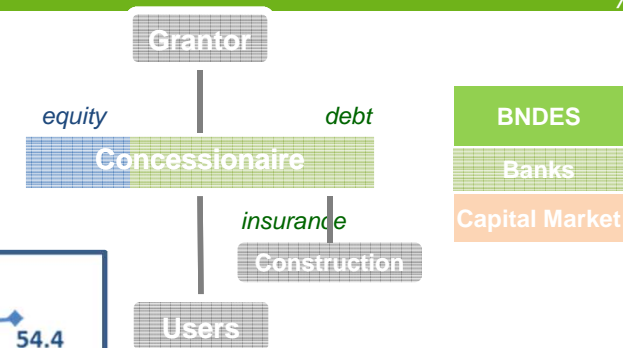 Grantor
equity
debt
Concessionaire
insurance
Construction
Users
54.4
BNDES
Banks
Capital Market